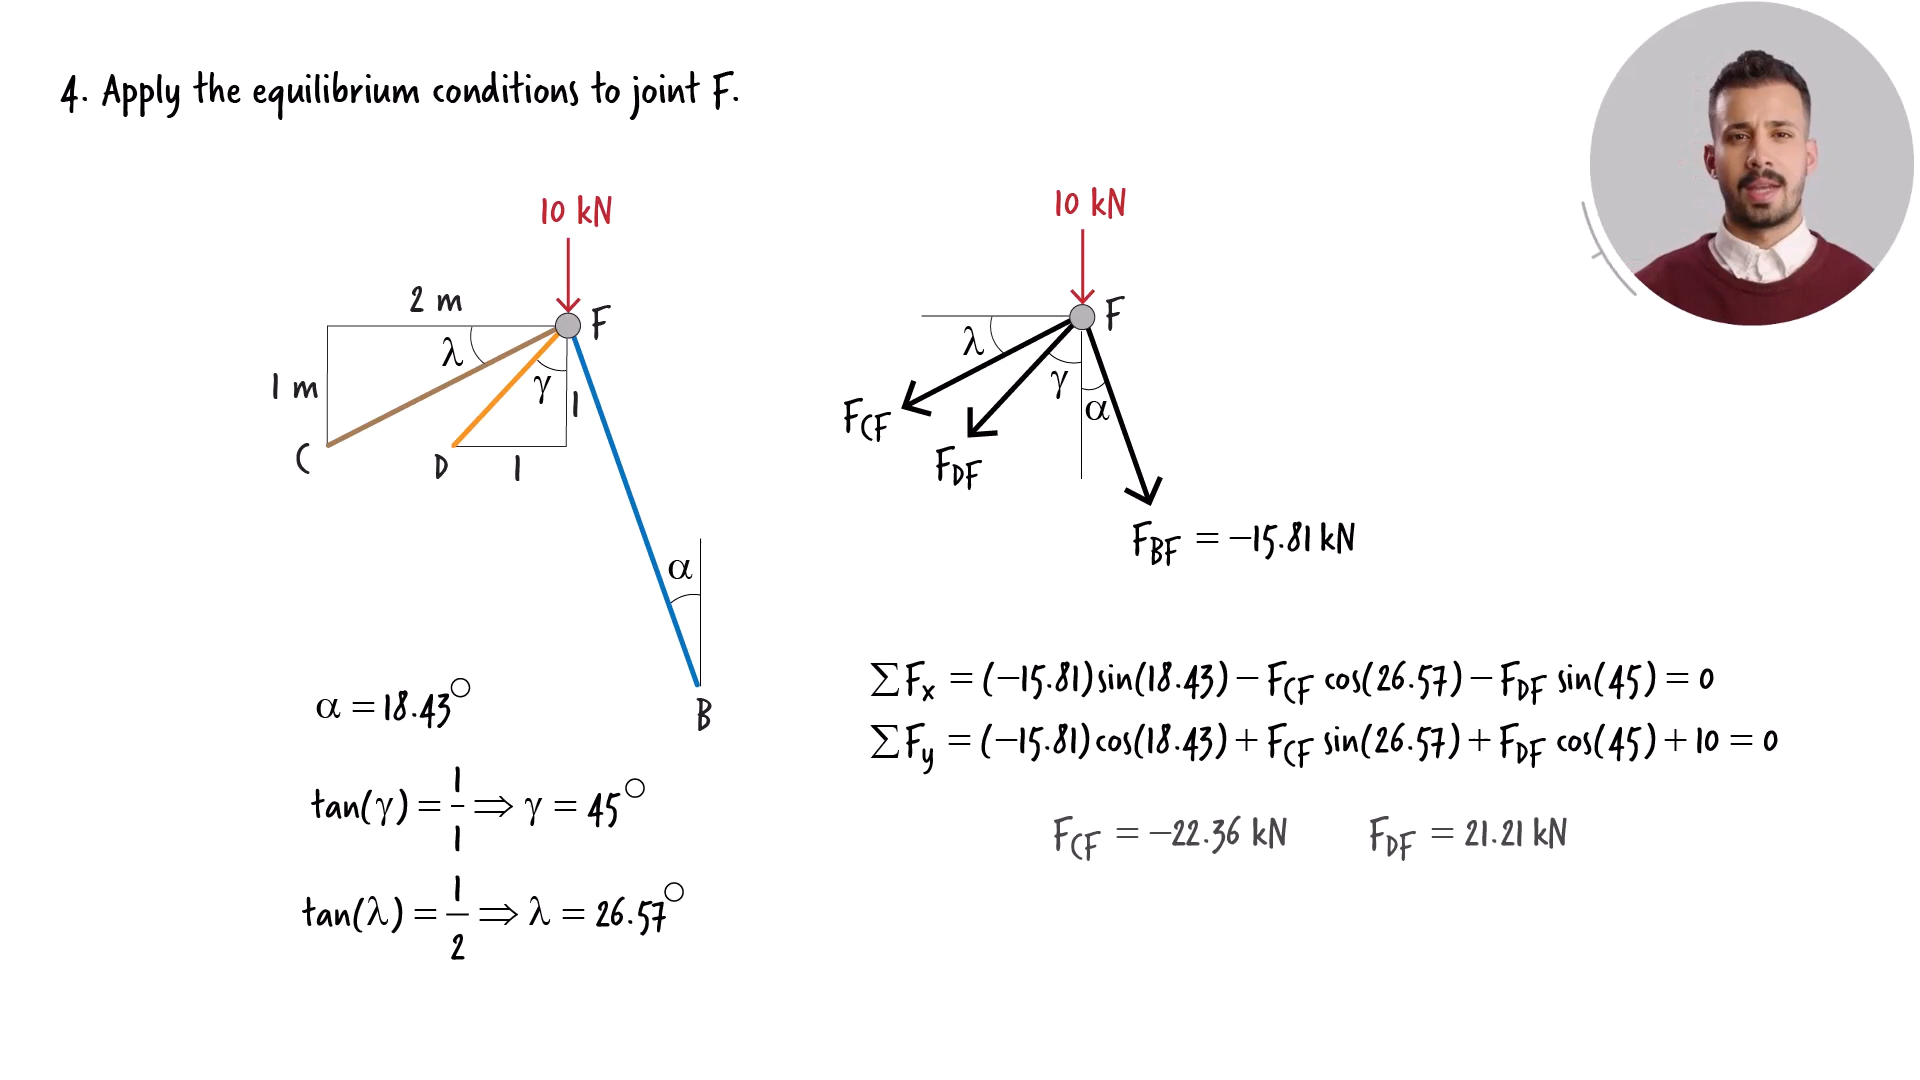 4. Apply the equilibrium conditions to joint F.
10 kN
2 m
F
λ
1 m
γ
1
C
D
1
α
B
10 kN
F
λ
γ
α
F_CF
F_DF
F_BF = −15.81 kN
α = 18.43°
tan(γ) = 1/1 ⟹ γ = 45°
tan(λ) = 1/2 ⟹ λ = 26.57°
∑F_x = (−15.81) sin(18.43) − F_CF cos(26.57) − F_DF sin(45) = 0
∑F_y = (−15.81) cos(18.43) + F_CF sin(26.57) + F_DF cos(45) + 10 = 0
F_CF = −22.36 kN F_DF = 21.21 kN